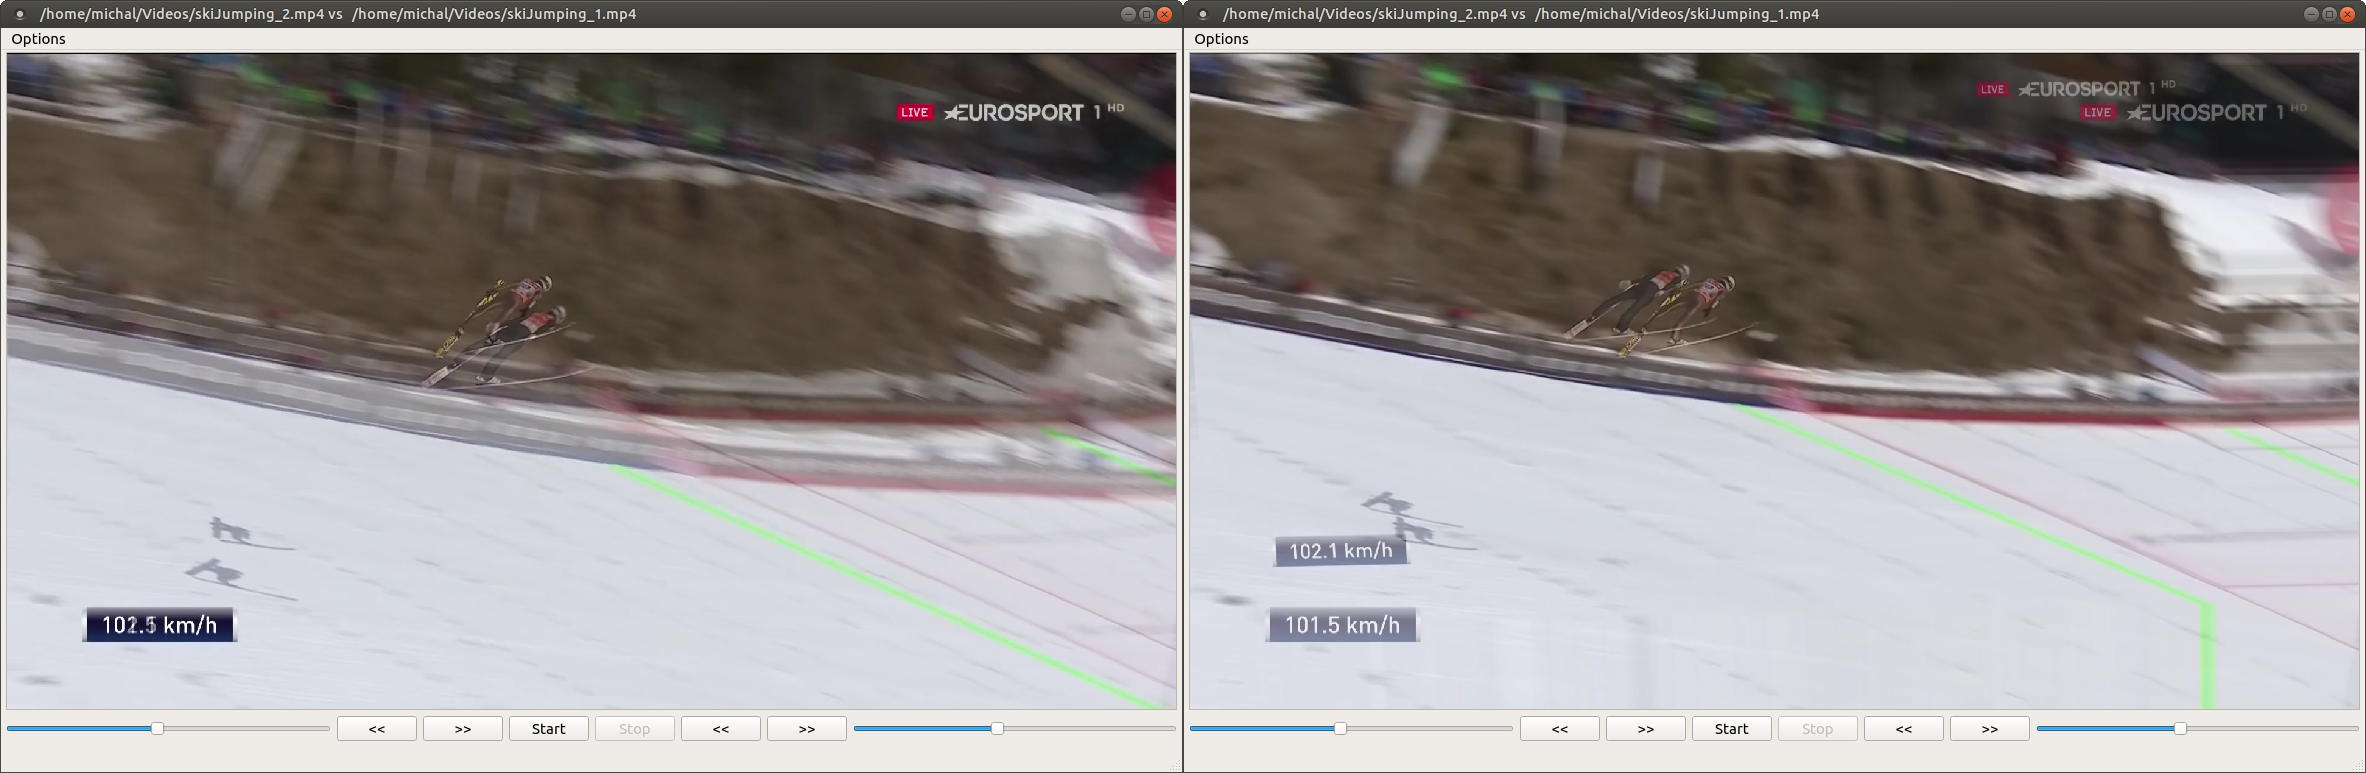 /home/michal/Videos/skiJumping_2.mp4 vs /home/michal/Videos/skiJumping_1.mp4
Options
LIVE EUROSPORT 1 HD
km/h
<< >> Start Stop << >>
/home/michal/Videos/skiJumping_2.mp4 vs /home/michal/Videos/skiJumping_1.mp4
Options
LIVE EUROSPORT 1 HD
LIVE EUROSPORT 1 HD
102.1 km/h
101.5 km/h
<< >> Start Stop << >>